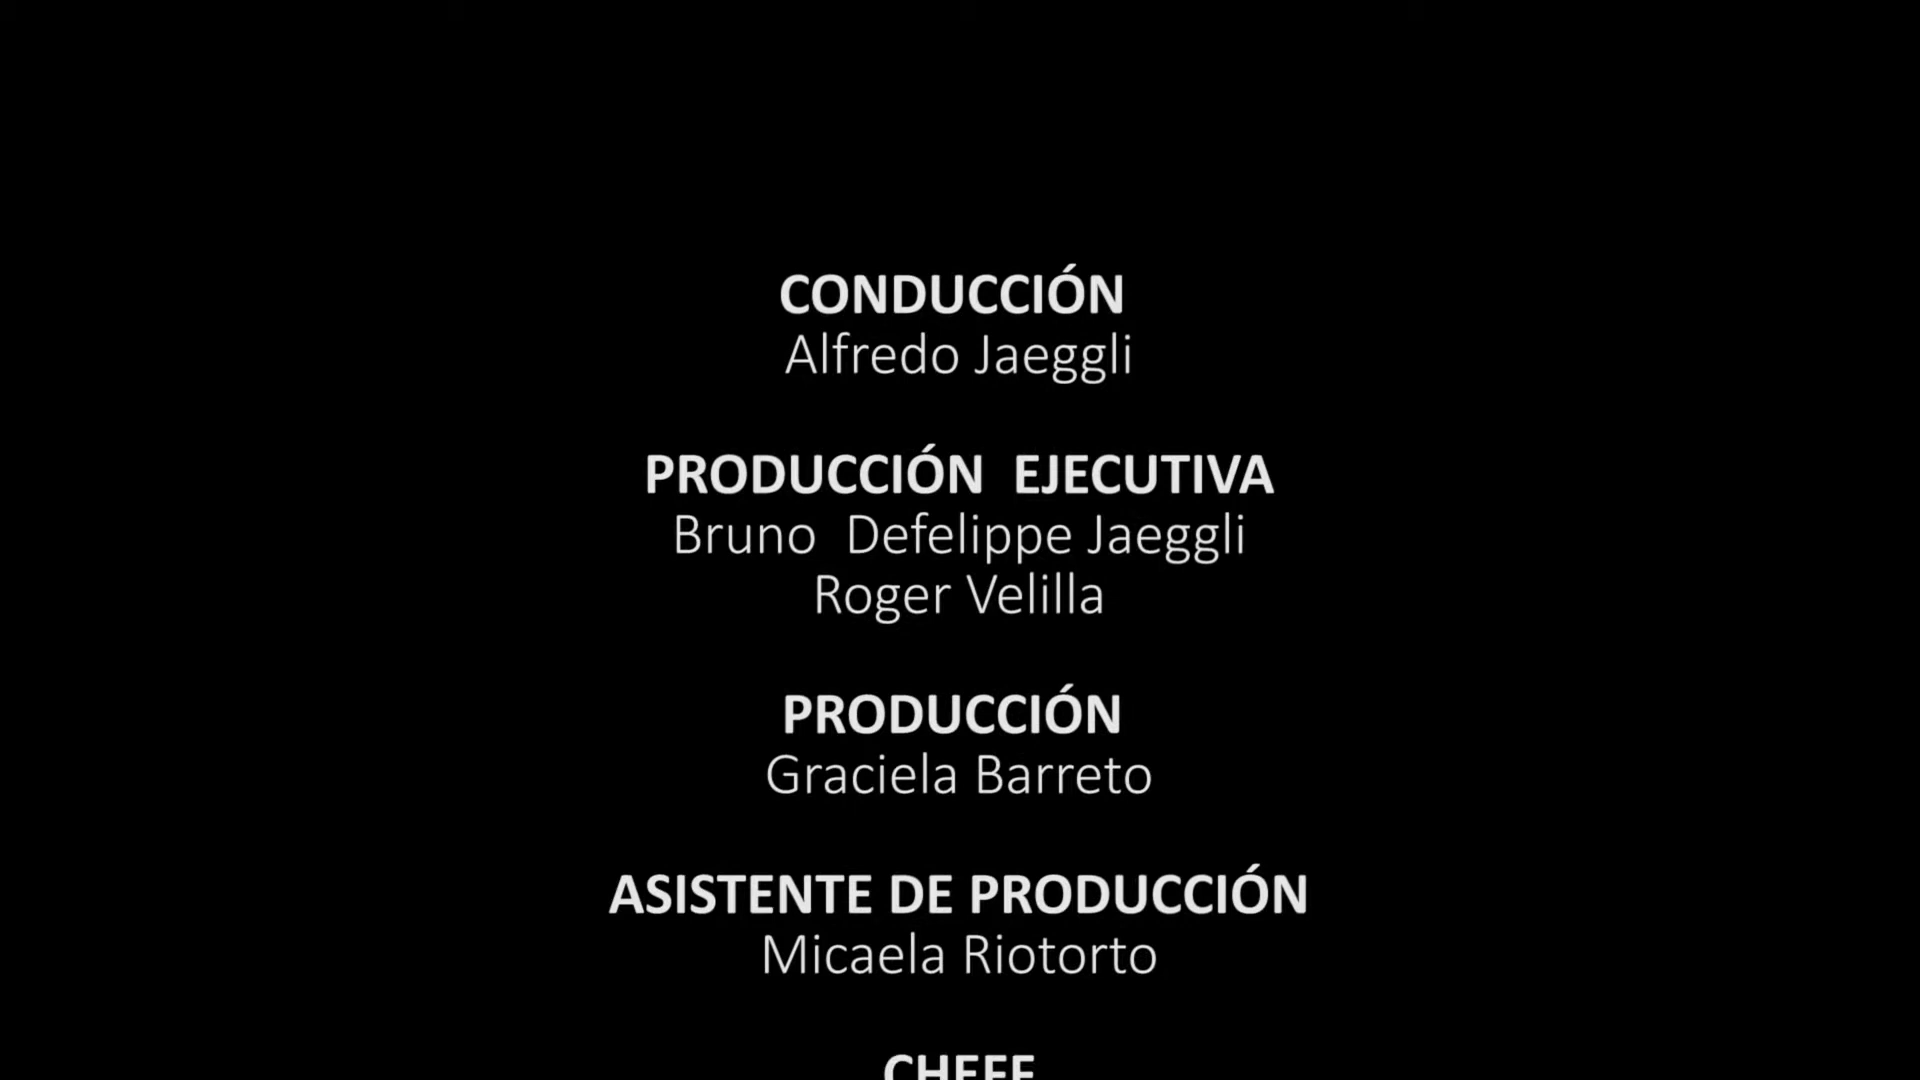 CONDUCCIÓN
Alfredo Jaeggli
PRODUCCIÓN EJECUTIVA
Bruno Defelippe Jaeggli
Roger Velilla
PRODUCCIÓN
Graciela Barreto
ASISTENTE DE PRODUCCIÓN
Micaela Riotorto